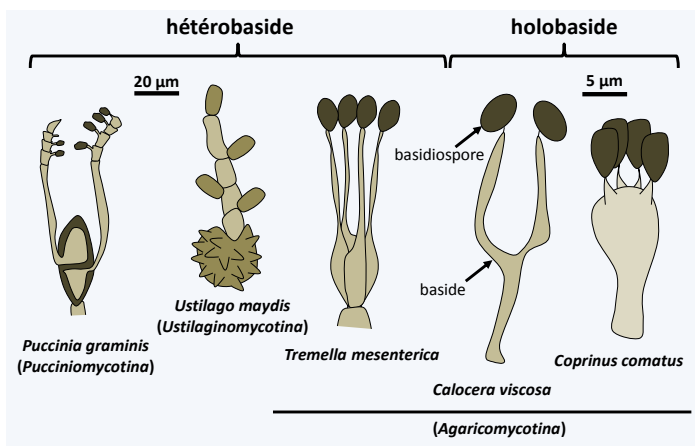 hétérobaside
holobaside
20 µm
5 µm
basidiospore
baside
Ustilago maydis
(Ustilaginomycotina)
Puccinia graminis
(Pucciniomycotina)
Tremella mesenterica
Coprinus comatus
Calocera viscosa
(Agaricomycotina)